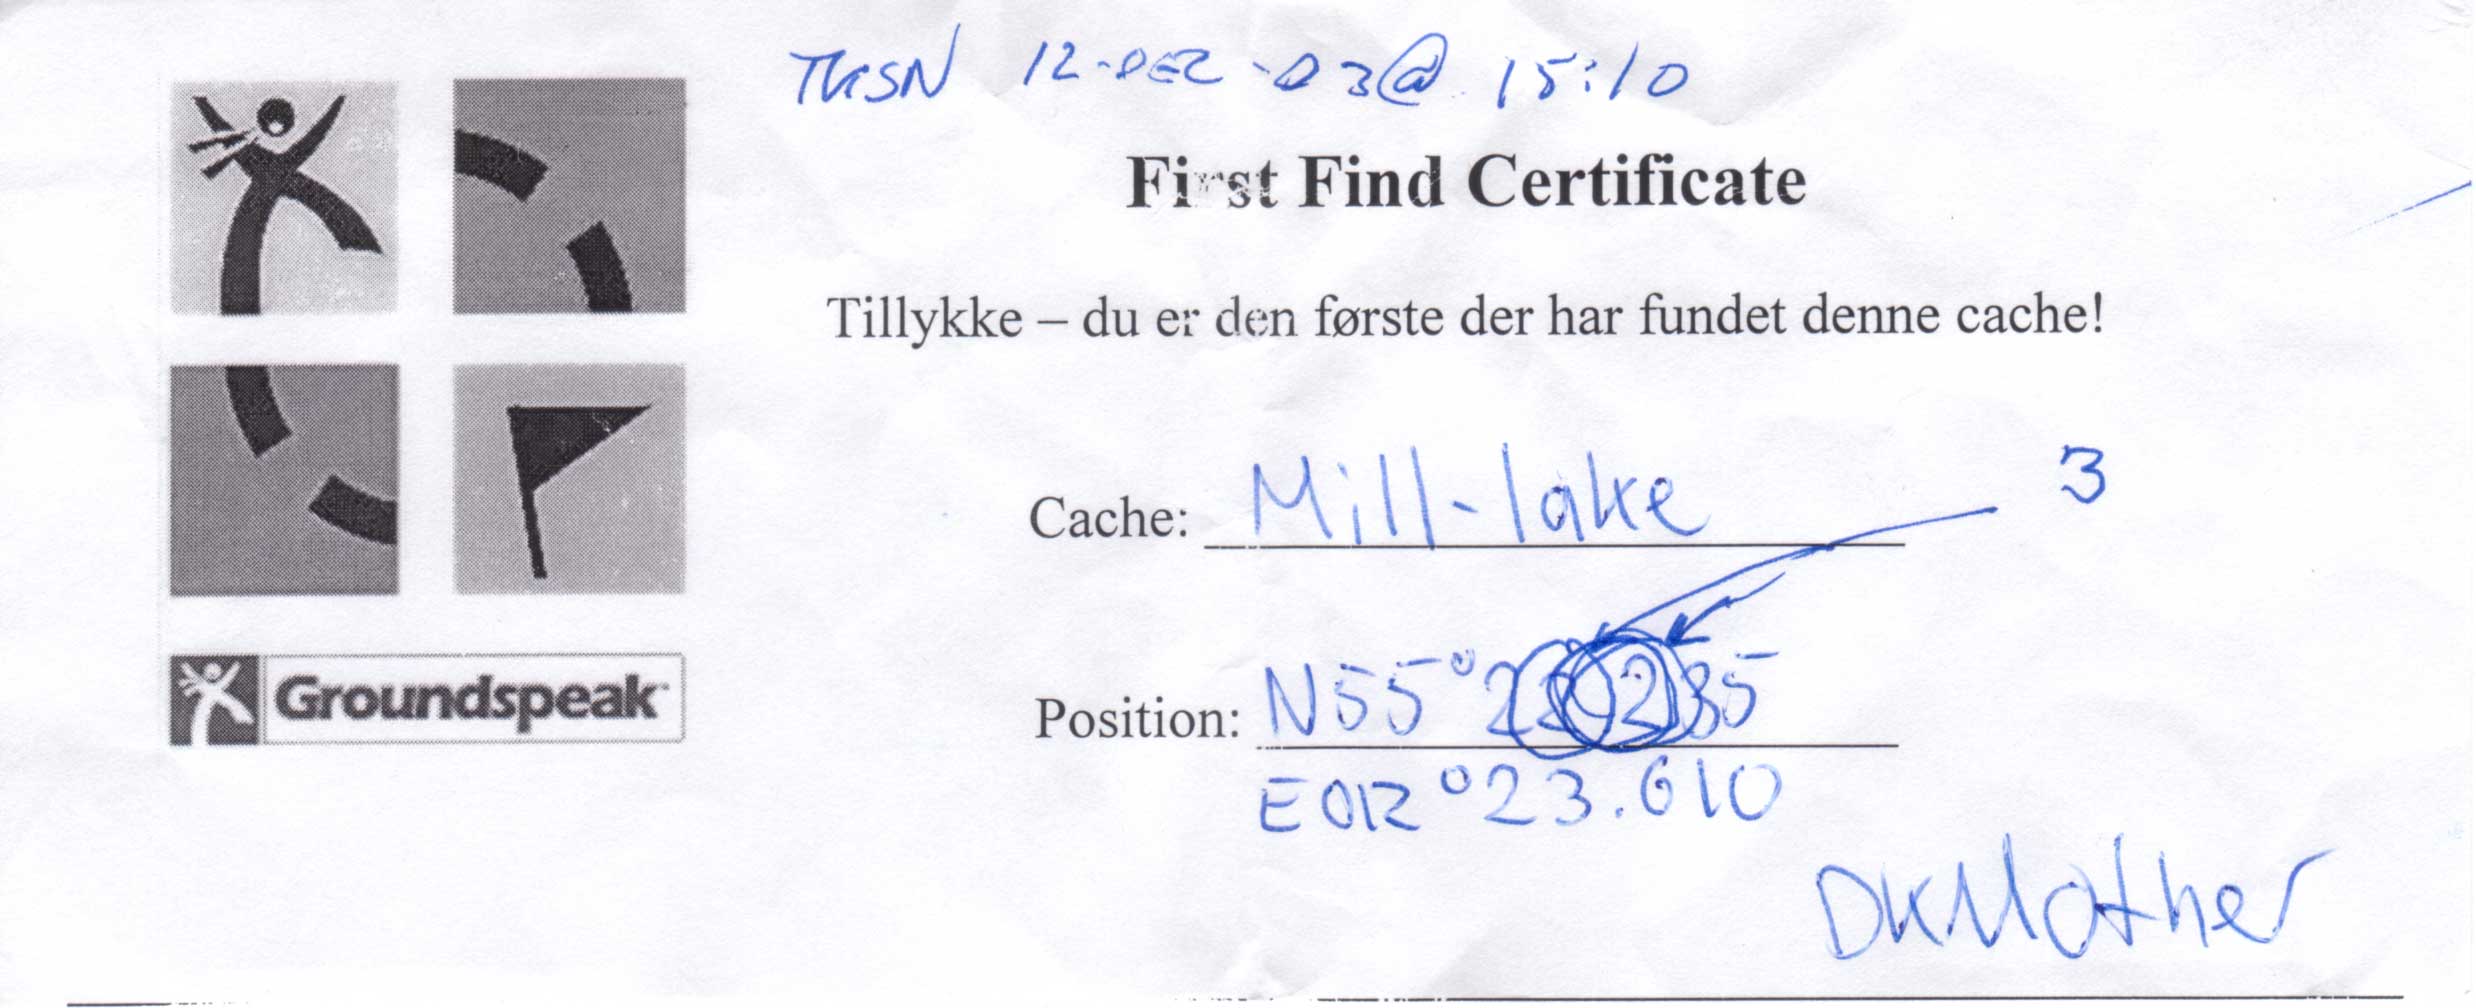 TKSN 12-DEZ-03@ 15:10
First Find Certificate
Tillykke – du er den første der har fundet denne cache!
Cache: Mill-lake
3
Position: N55°
E012°23.610
DKMother
Groundspeak